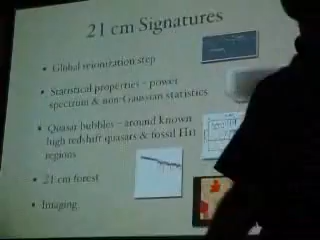 21 cm Signatures
• Global reionization step
• Statistical properties – power
spectrum & non-Gaussian statistics
• Quasar bubbles – around known
high redshift quasars & fossil HII
regions
• 21 cm forest
• Imaging